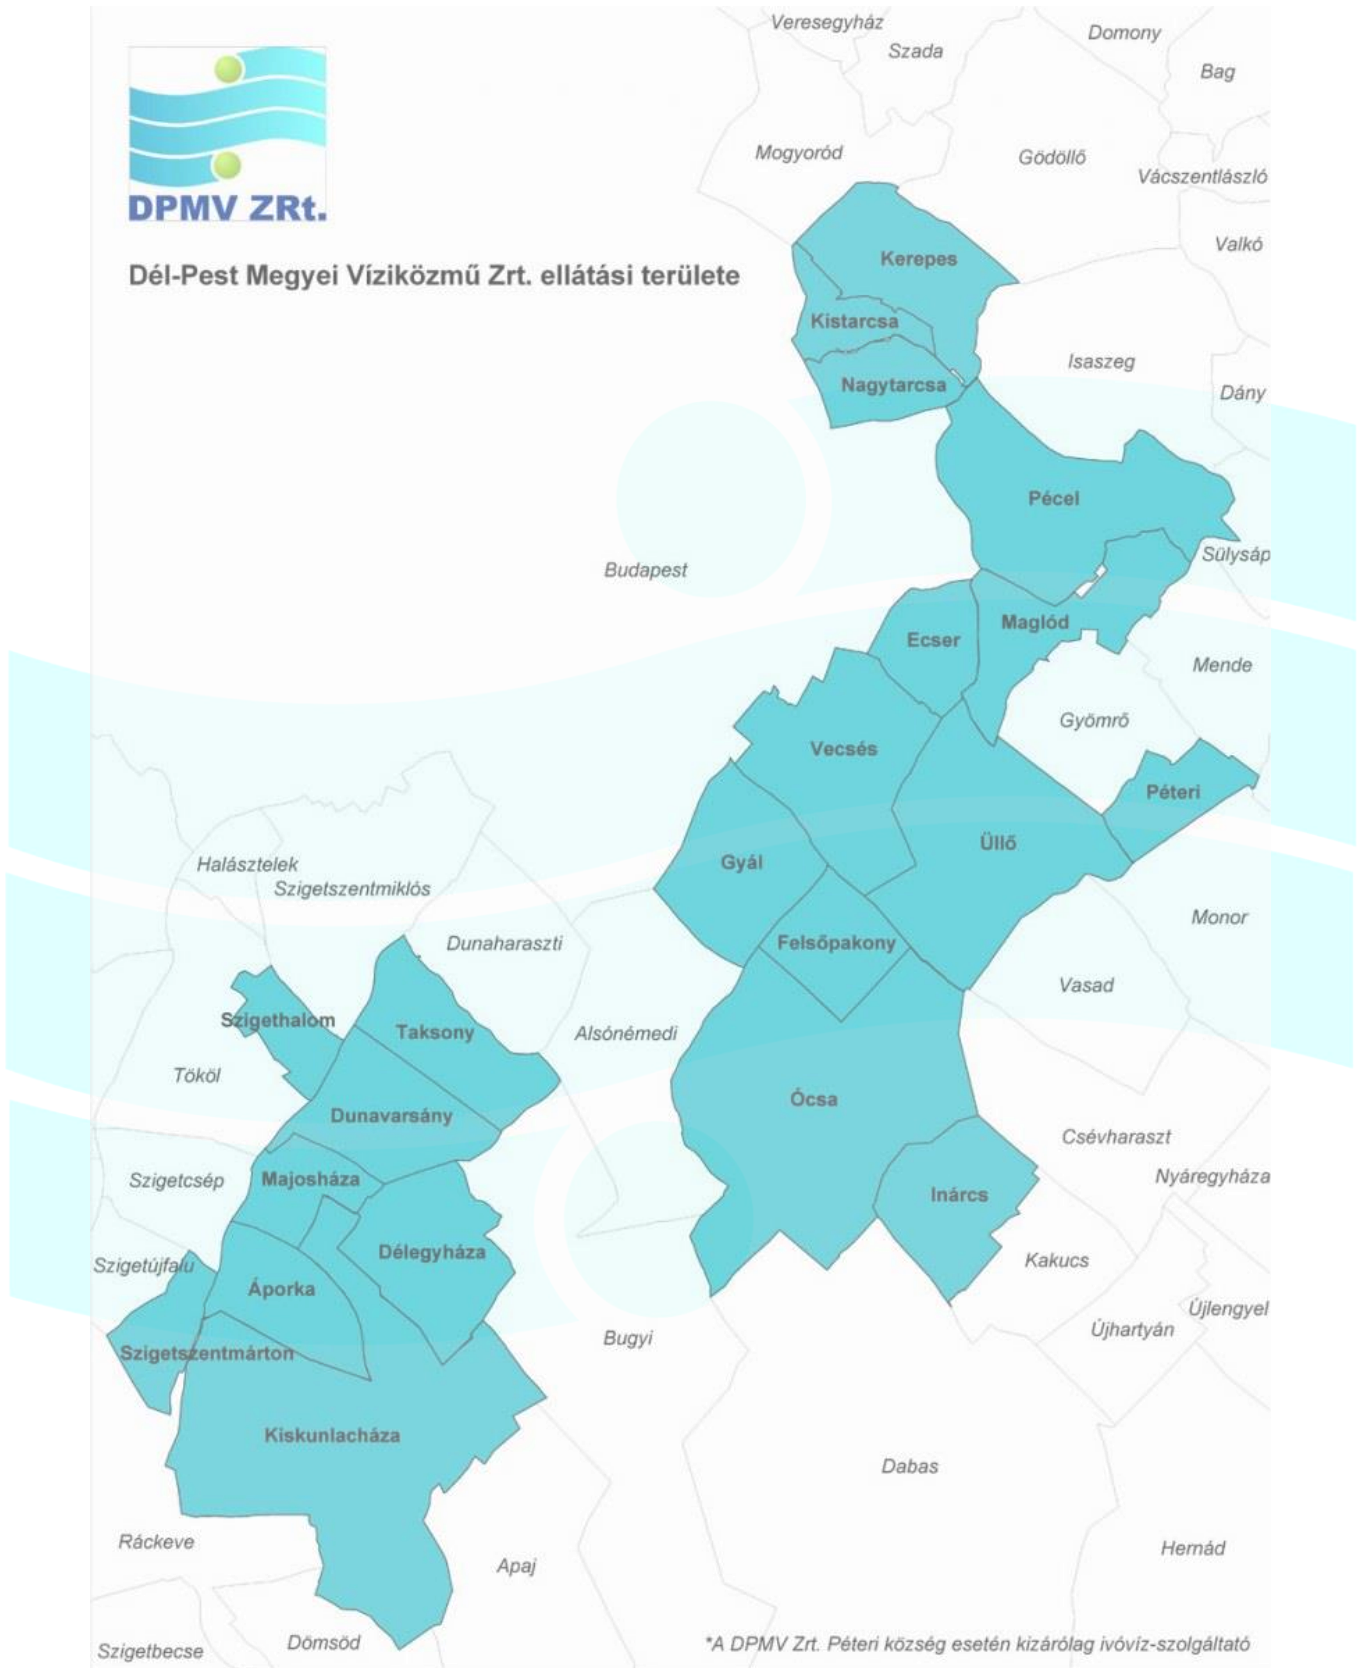 Veresegyház
Domony
Szada
Bag
Mogyoród
Gödöllő
Vácszentlászló
DPMV ZRt.
Valkó
Kerepes
Dél-Pest Megyei Víziközmű Zrt. ellátási területe
Kistarcsa
Isaszeg
Nagytarcsa
Dány
Pécel
Sülysáp
Budapest
Maglód
Ecser
Mende
Gyömrő
Vecsés
Péteri
Üllő
Gyál
Halásztelek
Szigetszentmiklós
Monor
Dunaharaszti
Felsőpakony
Vasad
Szigethalom
Taksony
Alsónémedi
Tököl
Ócsa
Dunavarsány
Csévharaszt
Nyáregyháza
Szigetcsép
Majosháza
Inárcs
Délegyháza
Kakucs
Szigetújfalu
Áporka
Újlengyel
Újhartyán
Bugyi
Szigetszentmárton
Kiskunlacháza
Dabas
Ráckeve
Hernád
Apaj
Dömsöd
*A DPMV Zrt. Péteri község esetén kizárólag ivóvíz-szolgáltató
Szigetbecse